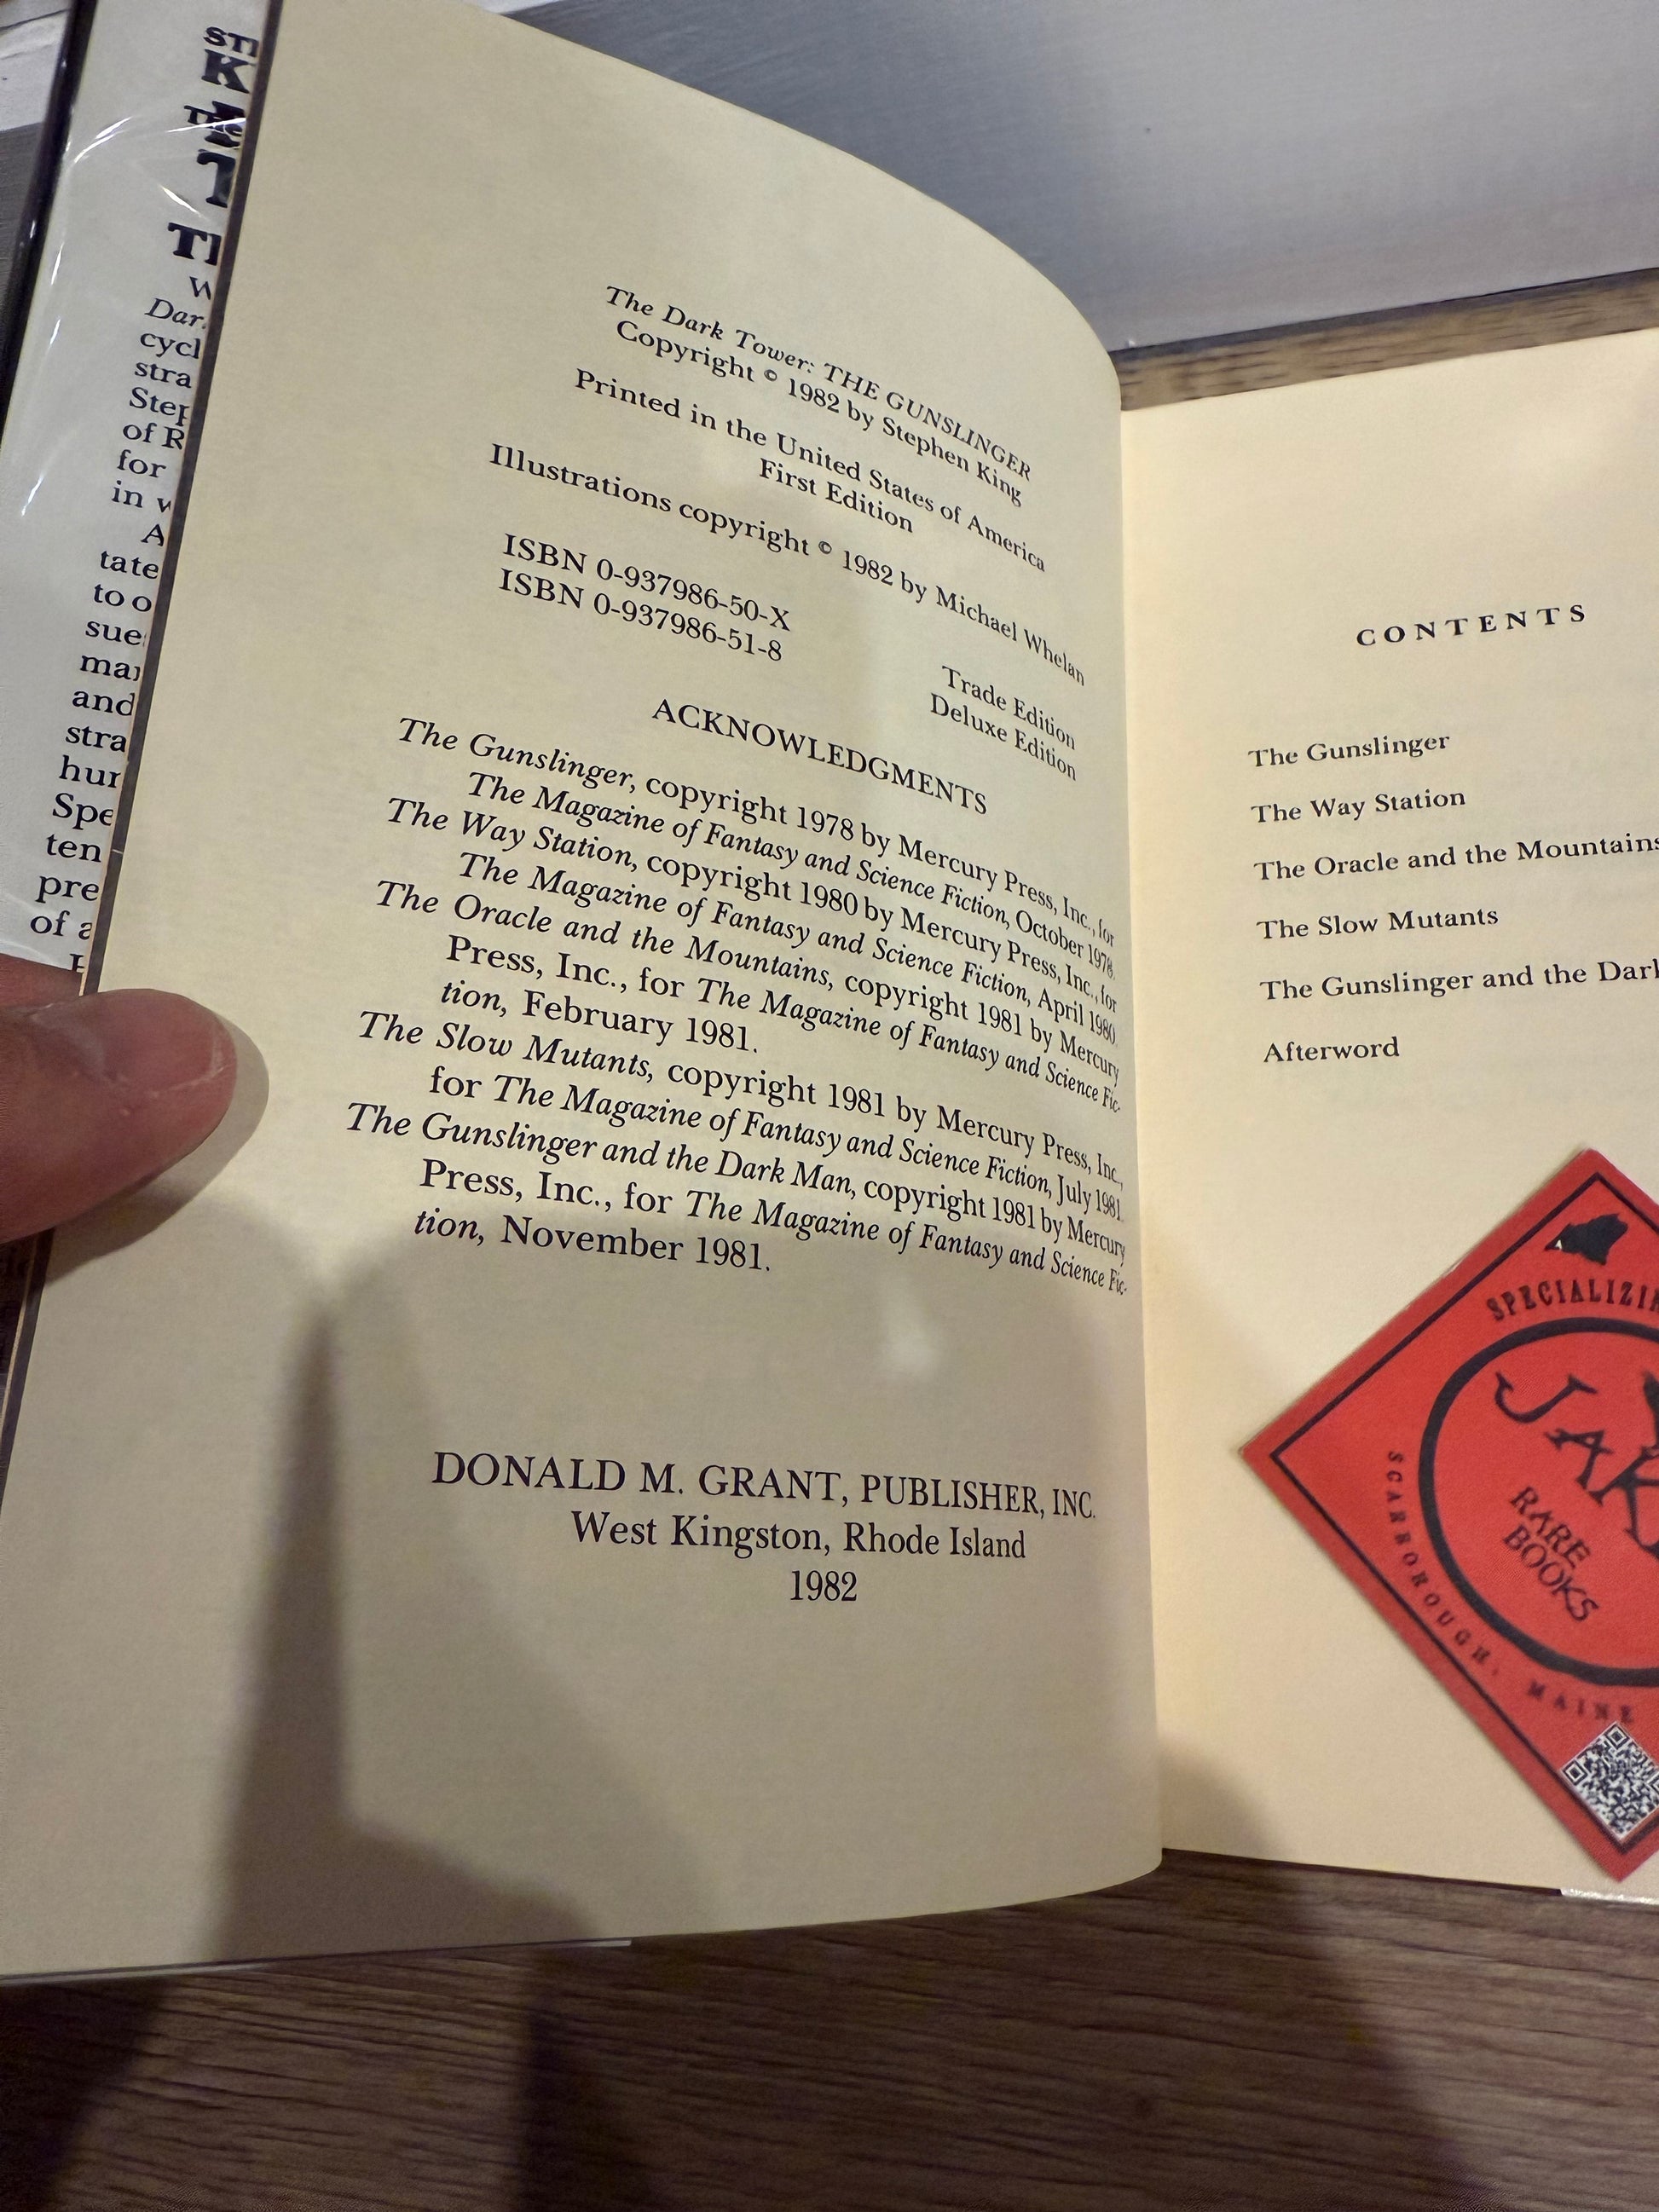 The Dark Tower: THE GUNSLINGER
Copyright © 1982 by Stephen King
Printed in the United States of America
First Edition
Illustrations copyright © 1982 by Michael Whelan
ISBN 0-937986-50-X Trade Edition
ISBN 0-937986-51-8 Deluxe Edition
ACKNOWLEDGMENTS
The Gunslinger, copyright 1978 by Mercury Press, Inc., for
The Magazine of Fantasy and Science Fiction, October 1978.
The Way Station, copyright 1980 by Mercury Press, Inc., for
The Magazine of Fantasy and Science Fiction, April 1980.
The Oracle and the Mountains, copyright 1981 by Mercury
Press, Inc., for The Magazine of Fantasy and Science Fic-
tion, February 1981.
The Slow Mutants, copyright 1981 by Mercury Press, Inc.,
for The Magazine of Fantasy and Science Fiction, July 1981.
The Gunslinger and the Dark Man, copyright 1981 by Mercury
Press, Inc., for The Magazine of Fantasy and Science Fic-
tion, November 1981.
DONALD M. GRANT, PUBLISHER, INC.
West Kingston, Rhode Island
1982
CONTENTS
The Gunslinger
The Way Station
The Oracle and the Mountains
The Slow Mutants
The Gunslinger and the Dark
Afterword
JAK
RARE
BOOKS
SCARBOROUGH, MAINE